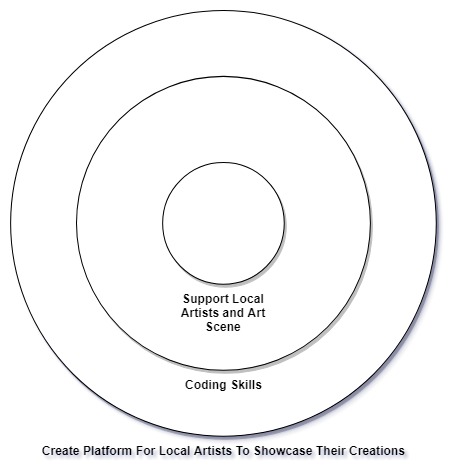 Support Local
Artists and Art
Scene
Coding Skills
Create Platform For Local Artists To Showcase Their Creations